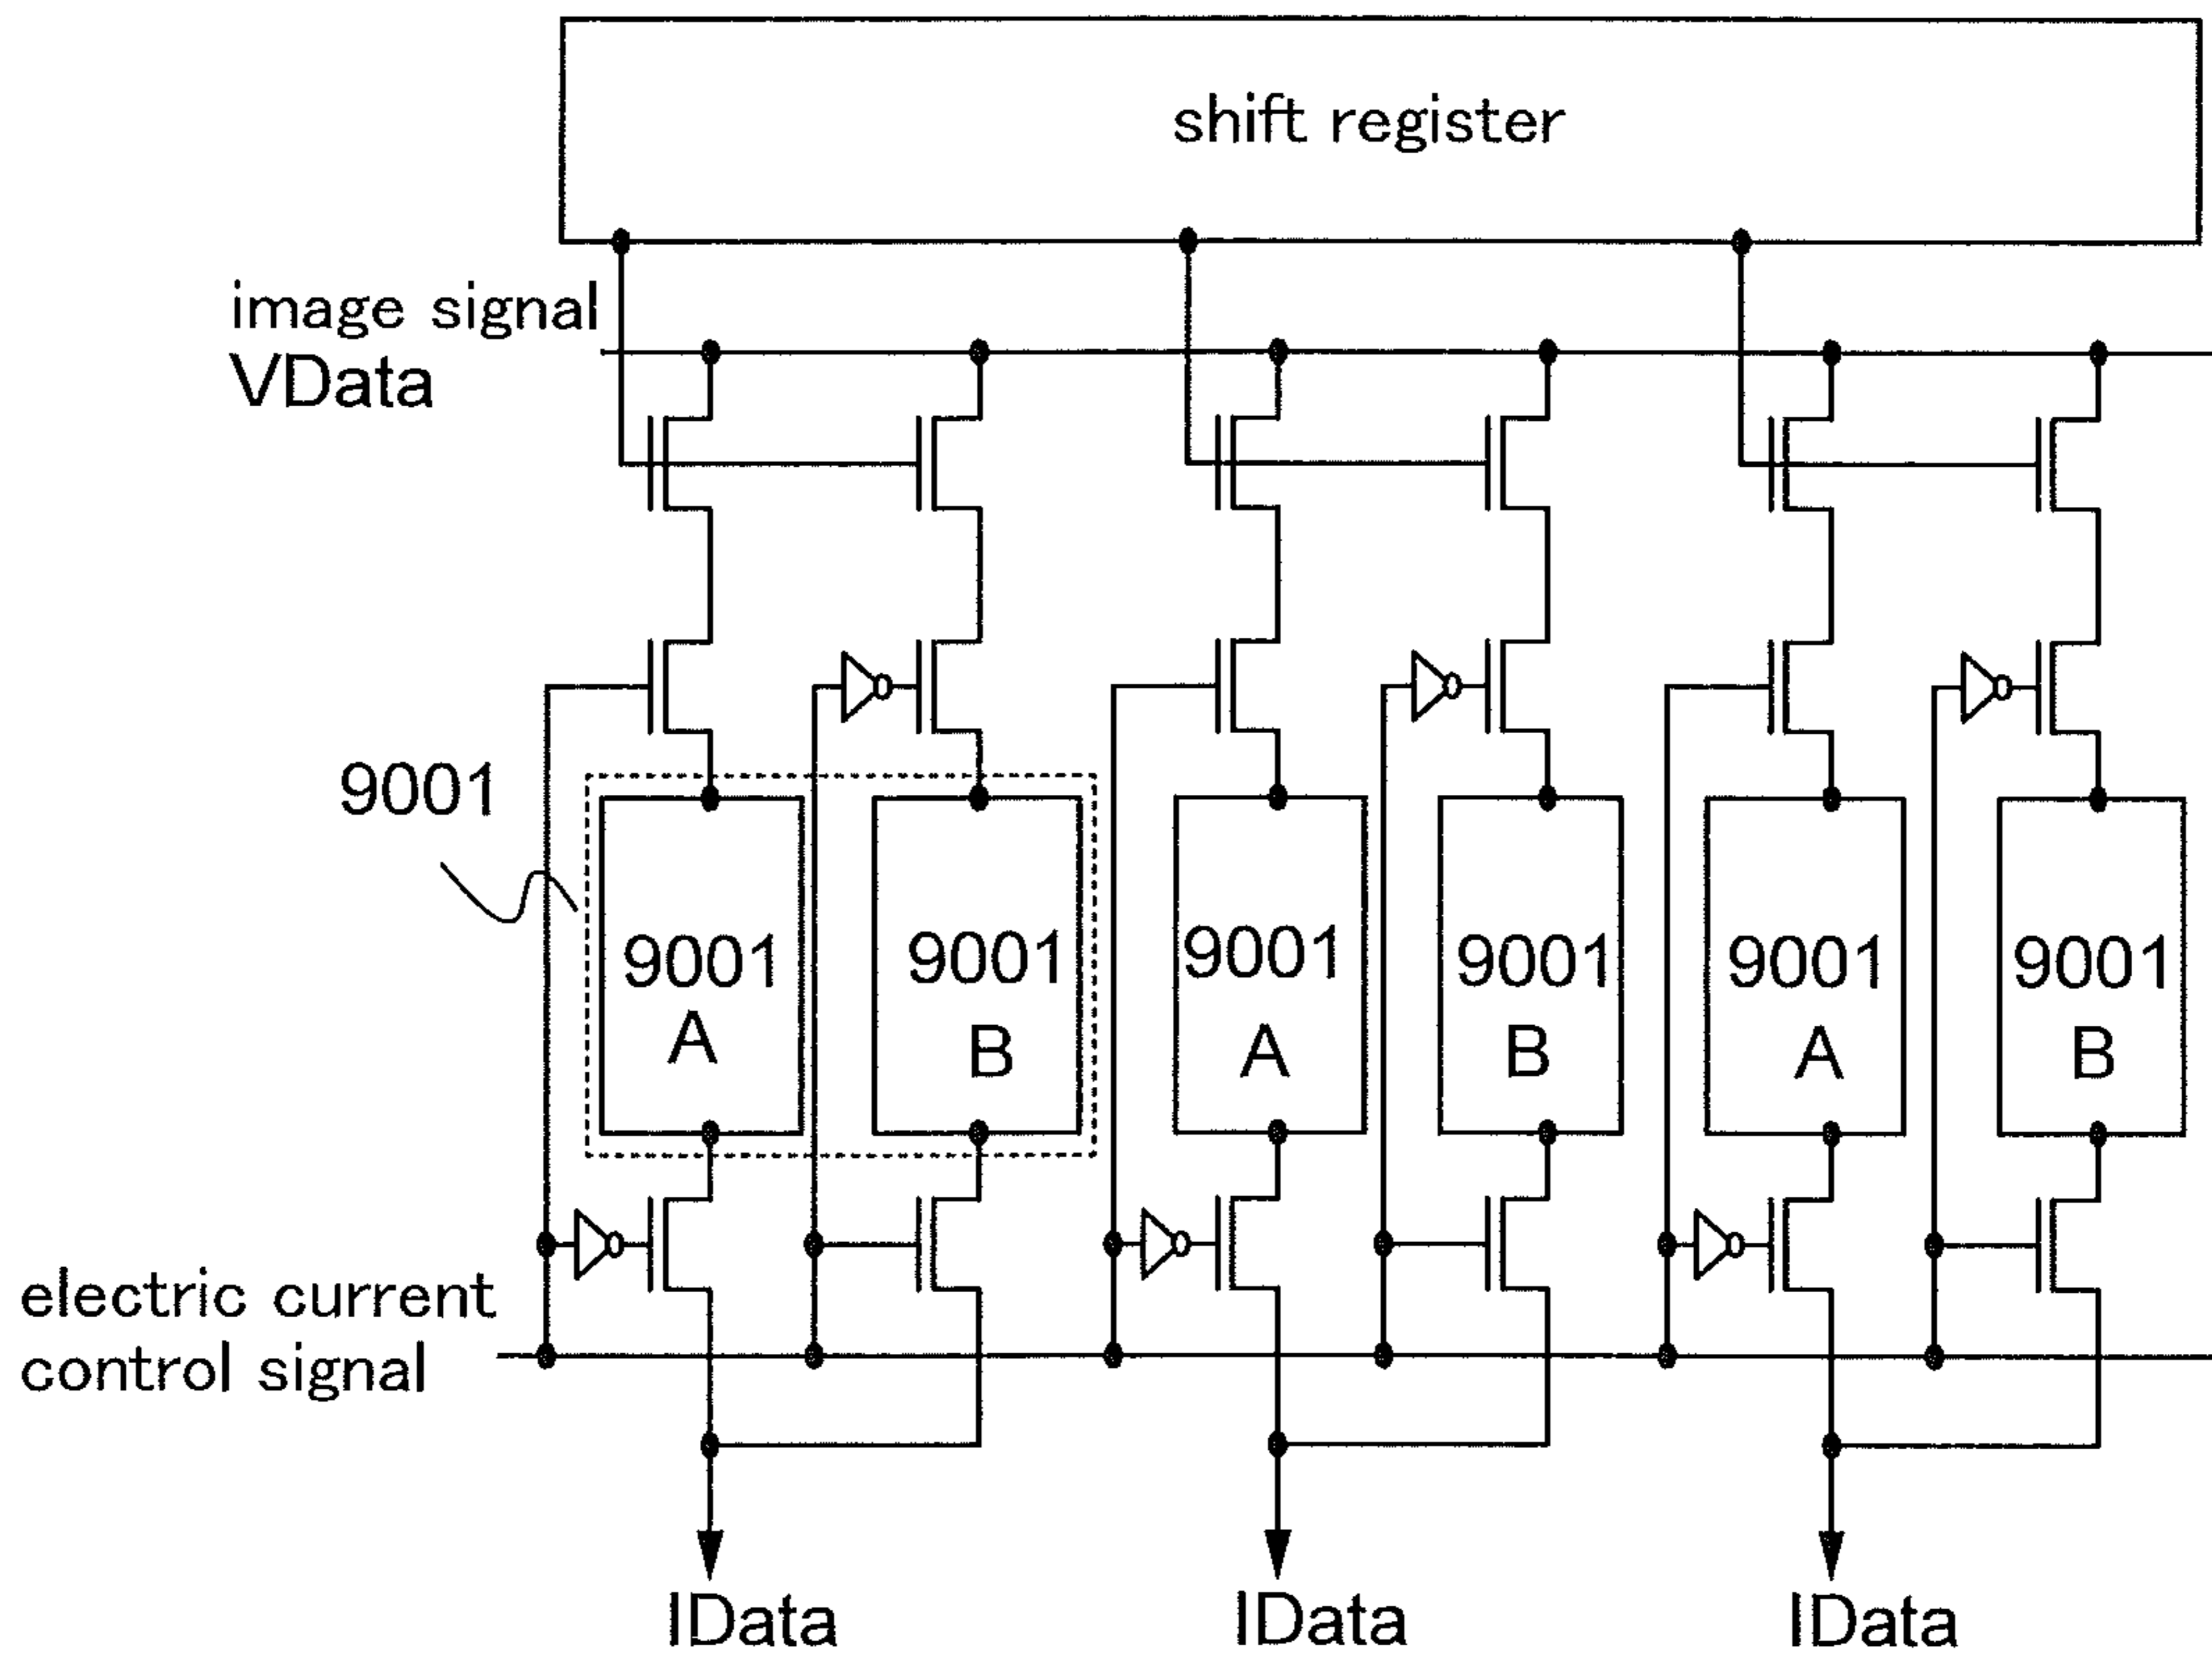 shift register
image signal
VData
9001
9001
A
9001
B
9001
A
9001
B
9001
A
9001
B
electric current
control signal
IData
IData
IData